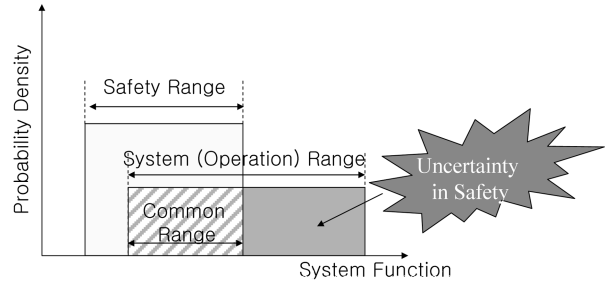 Probability Density
Safety Range
System (Operation) Range
Common
Range
Uncertainty
in Safety
System Function